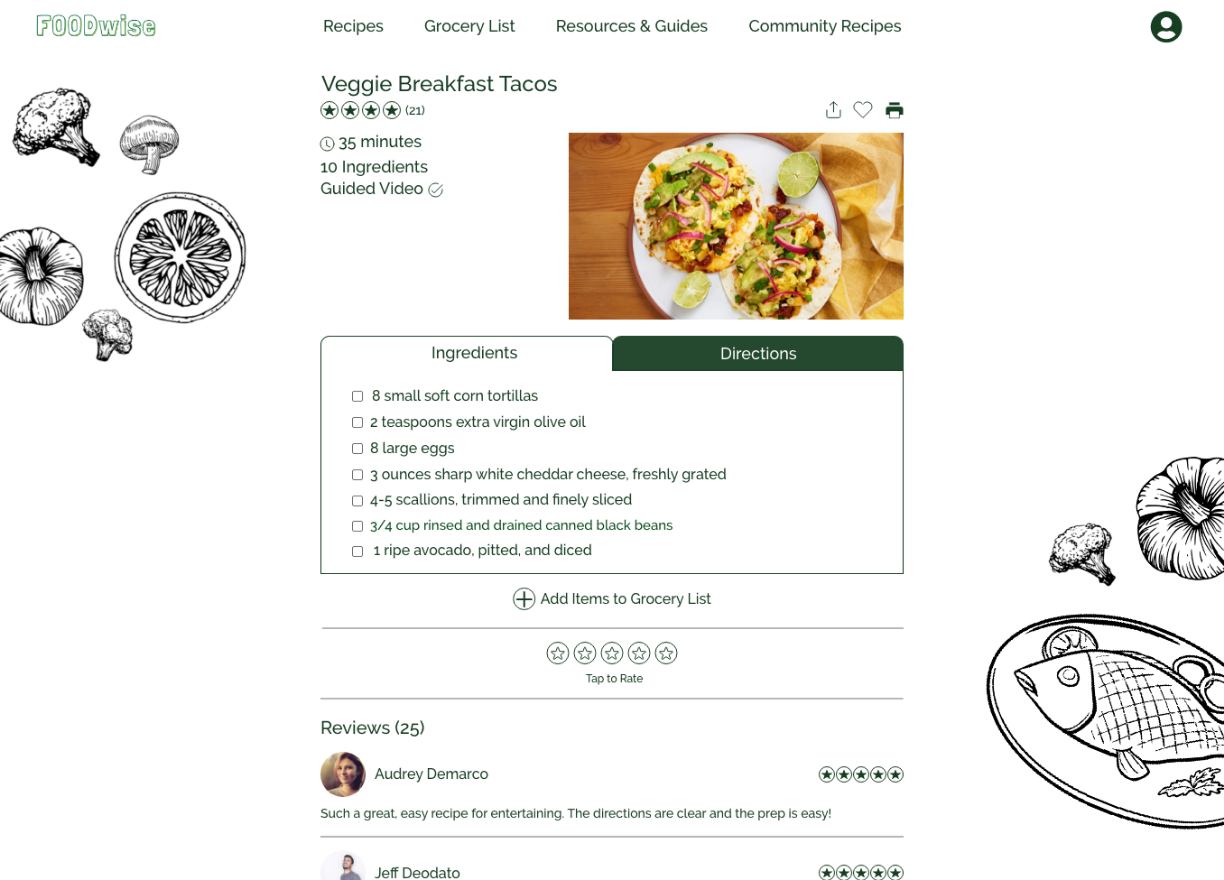 FOODwise
Recipes
Grocery List
Resources & Guides
Community Recipes
Veggie Breakfast Tacos
(21)
35 minutes
10 Ingredients
Guided Video
Ingredients
Directions
8 small soft corn tortillas
2 teaspoons extra virgin olive oil
8 large eggs
3 ounces sharp white cheddar cheese, freshly grated
4-5 scallions, trimmed and finely sliced
3/4 cup rinsed and drained canned black beans
1 ripe avocado, pitted, and diced
Add Items to Grocery List
Tap to Rate
Reviews (25)
Audrey Demarco
Such a great, easy recipe for entertaining. The directions are clear and the prep is easy!
Jeff Deodato